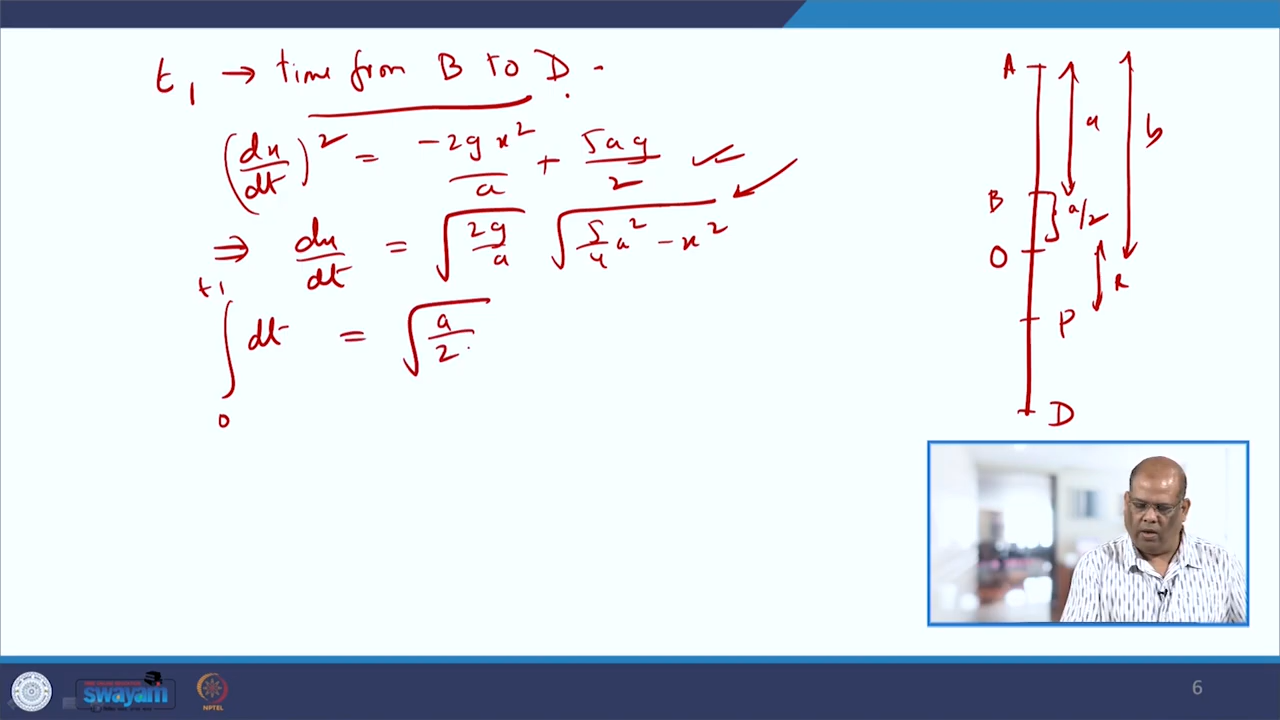 t₁ → time from B to D.
(dx/dt)² = -2gx²/a + 5ag/2
⇒ dx/dt = √(2g/a) √(5/4 a² - x²)
∫₀^t₁ dt = √(a/2
A
a
b
B
a/2
O
x
P
D
swayam
NPTEL
6